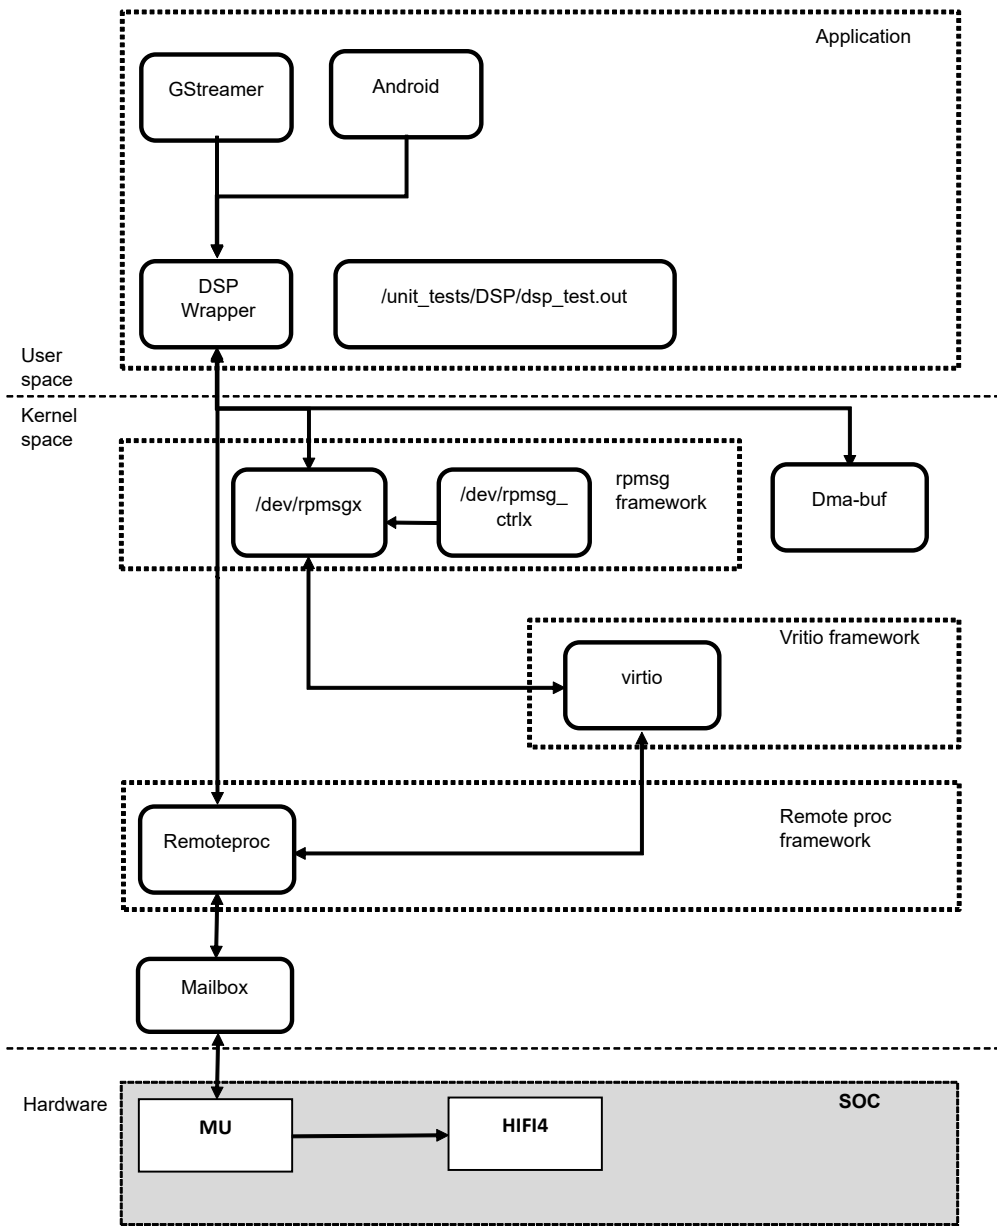 Application
GStreamer
Android
DSP
Wrapper
/unit_tests/DSP/dsp_test.out
User
space
Kernel
space
rpmsg
framework
/dev/rpmsgx
/dev/rpmsg_
ctrlx
Dma-buf
Vritio framework
virtio
Remote proc
framework
Remoteproc
Mailbox
Hardware
SOC
MU
HIFI4